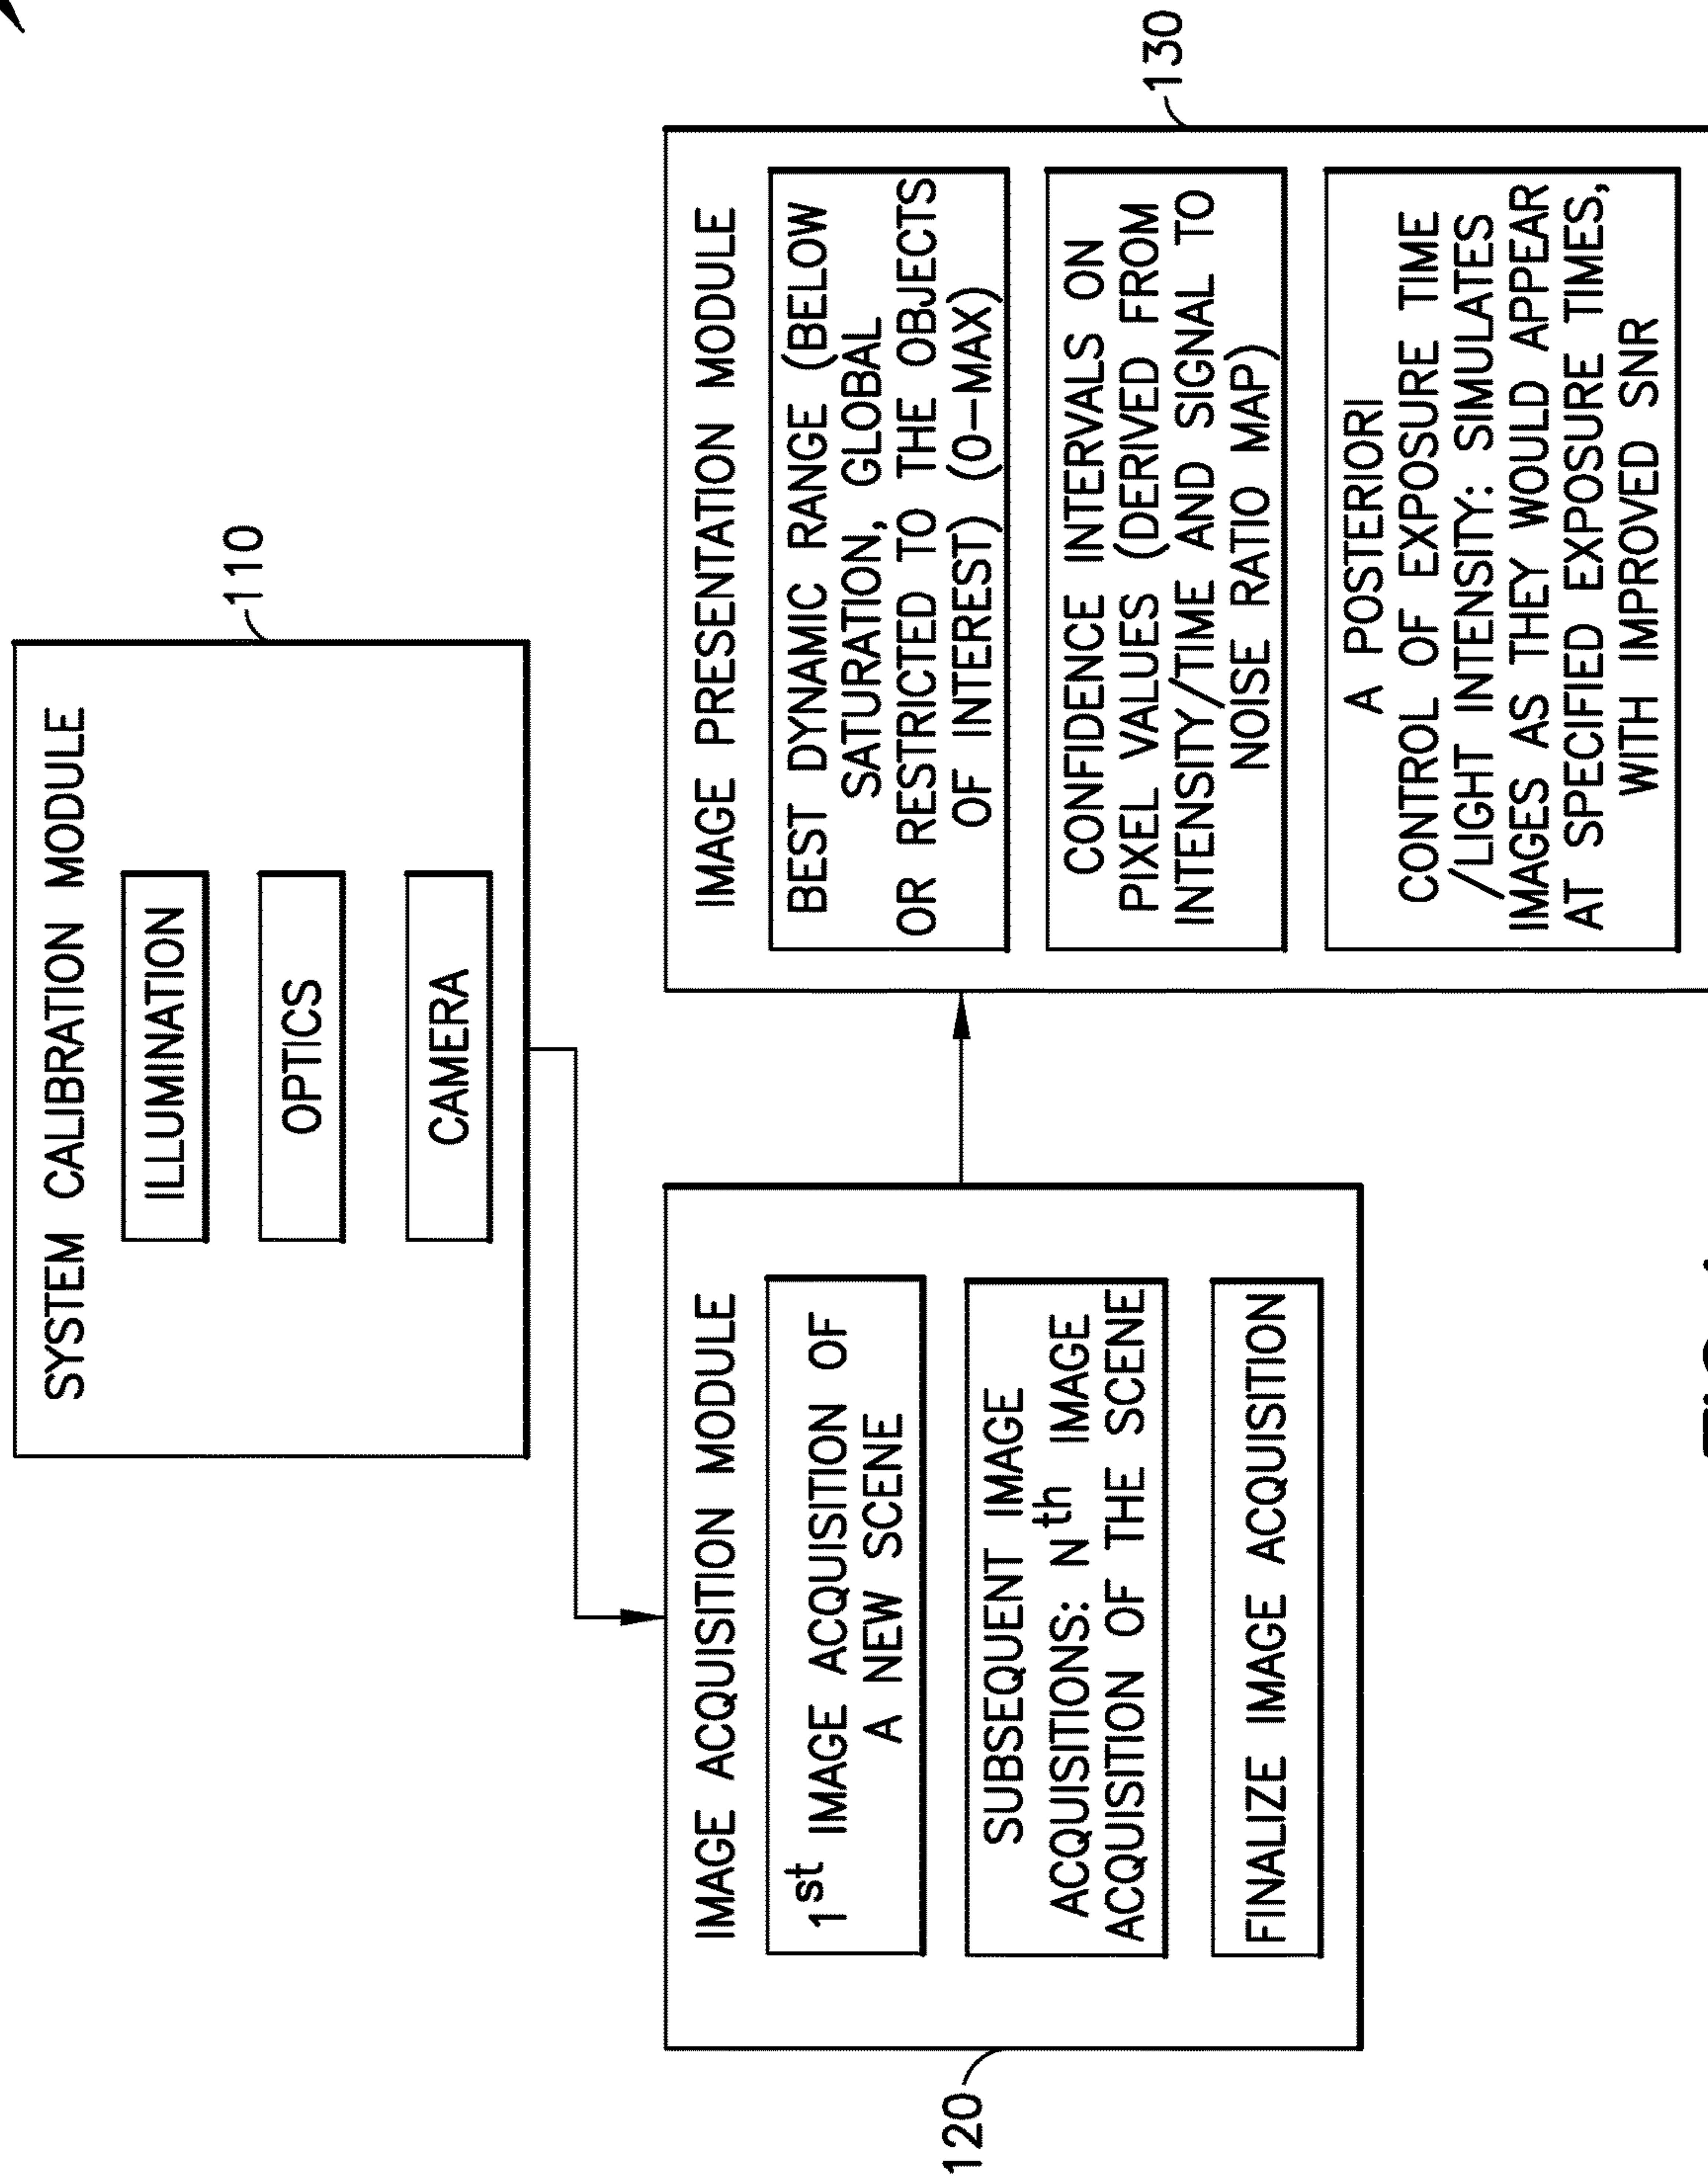 SYSTEM CALIBRATION MODULE
ILLUMINATION
OPTICS
CAMERA
110
IMAGE ACQUISITION MODULE
1st IMAGE ACQUISITION OF
A NEW SCENE
SUBSEQUENT IMAGE
ACQUISITIONS: Nth IMAGE
ACQUISITION OF THE SCENE
FINALIZE IMAGE ACQUISITION
120
IMAGE PRESENTATION MODULE
BEST DYNAMIC RANGE (BELOW
SATURATION, GLOBAL
OR RESTRICTED TO THE OBJECTS
OF INTEREST) (0-MAX)
CONFIDENCE INTERVALS ON
PIXEL VALUES (DERIVED FROM
INTENSITY/TIME AND SIGNAL TO
NOISE RATIO MAP)
A POSTERIORI
CONTROL OF EXPOSURE TIME
/LIGHT INTENSITY: SIMULATES
IMAGES AS THEY WOULD APPEAR
AT SPECIFIED EXPOSURE TIMES,
WITH IMPROVED SNR
130